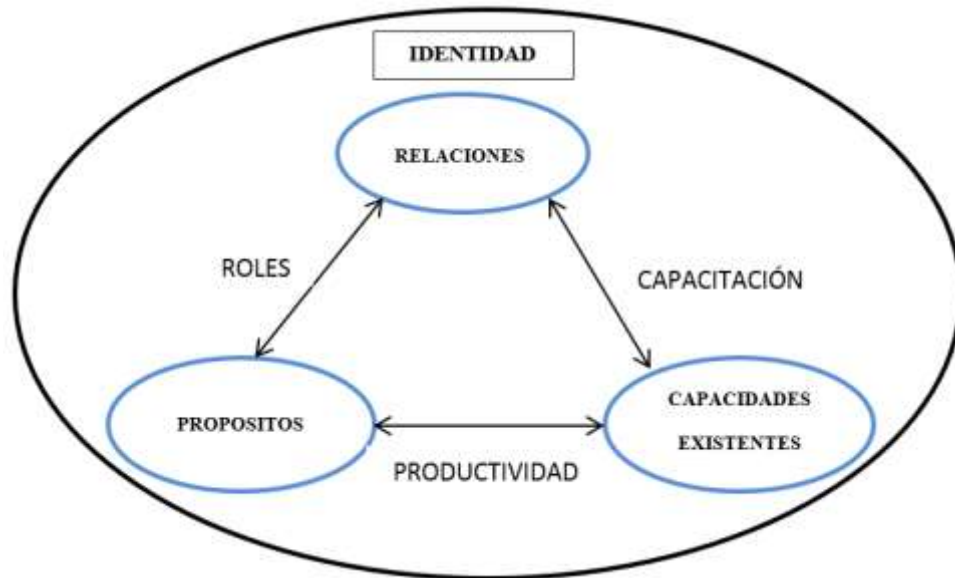 IDENTIDAD
RELACIONES
ROLES
CAPACITACIÓN
PROPOSITOS
CAPACIDADES
EXISTENTES
PRODUCTIVIDAD